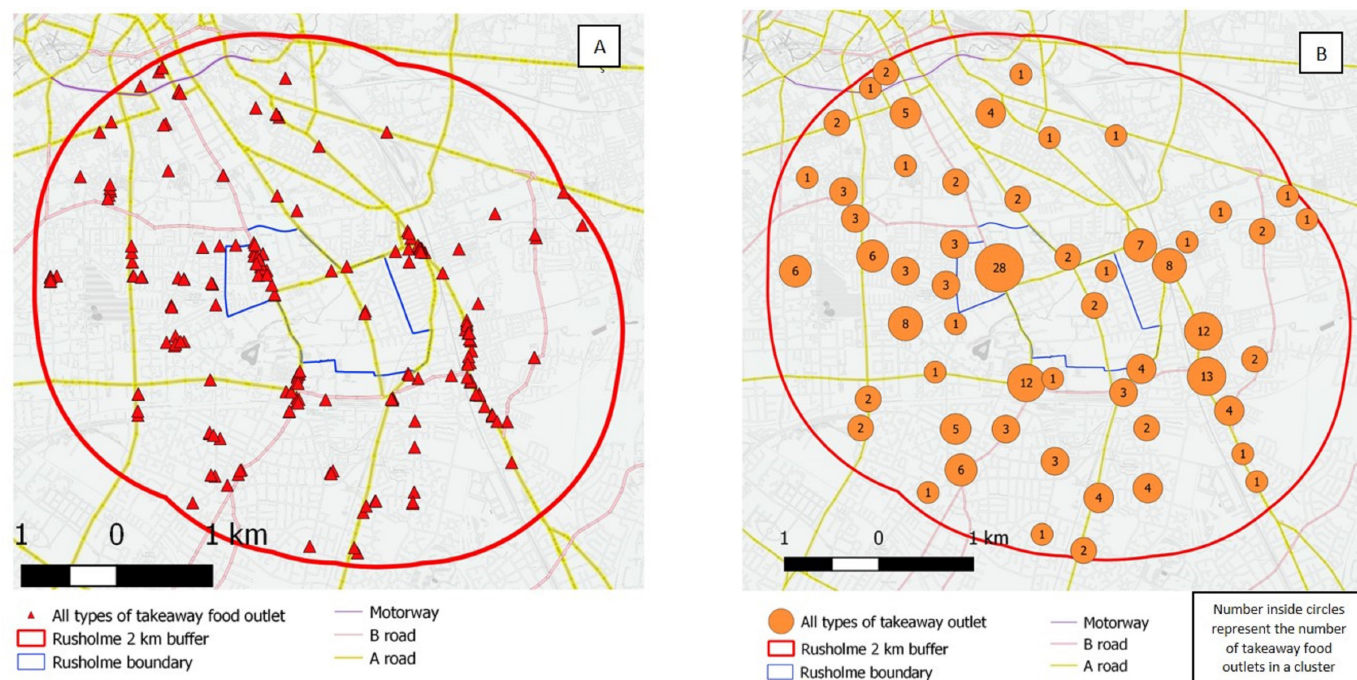 A
1 0 1 km
All types of takeaway food outlet
Rusholme 2 km buffer
Rusholme boundary
Motorway
B road
A road
B
2
1
1
2
5
4
1
1
1
1
3
2
2
3
1
1
2
3
6
3
3
28
2
7
1
8
1
6
3
2
8
1
12
1
12
1
4
3
13
2
2
4
2
5
3
2
1
6
3
1
1
4
4
1
2
1 0 1 km
All types of takeaway outlet
Rusholme 2 km buffer
Rusholme boundary
Motorway
B road
A road
Number inside circles
represent the number
of takeaway food
outlets in a cluster